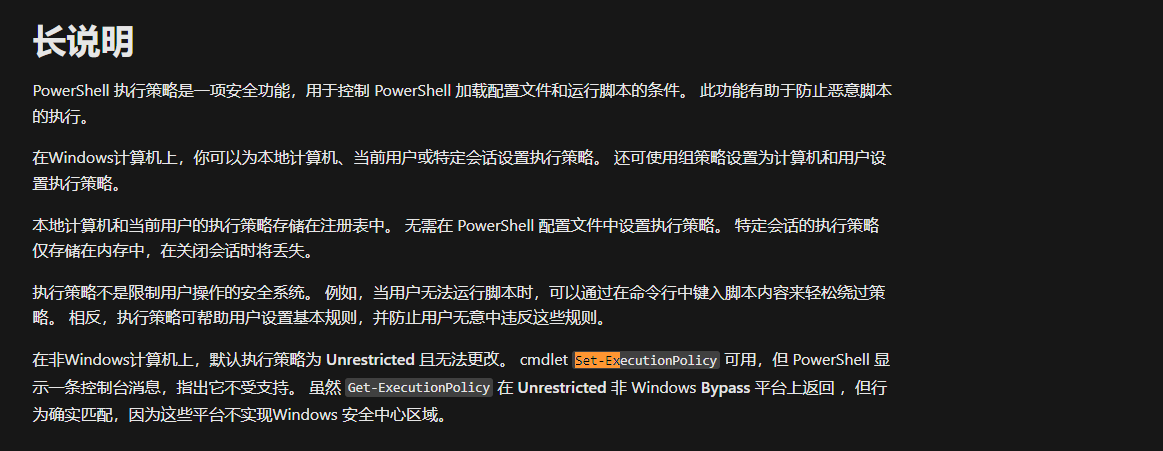 长说明
PowerShell 执行策略是一项安全功能，用于控制 PowerShell 加载配置文件和运行脚本的条件。 此功能有助于防止恶意脚本
的执行。
在Windows计算机上，你可以为本地计算机、当前用户或特定会话设置执行策略。 还可使用组策略设置为计算机和用户设
置执行策略。
本地计算机和当前用户的执行策略存储在注册表中。 无需在 PowerShell 配置文件中设置执行策略。 特定会话的执行策略
仅存储在内存中，在关闭会话时将丢失。
执行策略不是限制用户操作的安全系统。 例如，当用户无法运行脚本时，可以通过在命令行中键入脚本内容来轻松绕过策
略。 相反，执行策略可帮助用户设置基本规则，并防止用户无意中违反这些规则。
在非Windows计算机上，默认执行策略为 Unrestricted 且无法更改。 cmdlet Set-ExecutionPolicy 可用，但 PowerShell 显
示一条控制台消息，指出它不受支持。 虽然 Get-ExecutionPolicy 在 Unrestricted 非 Windows Bypass 平台上返回 ，但行
为确实匹配，因为这些平台不实现Windows 安全中心区域。